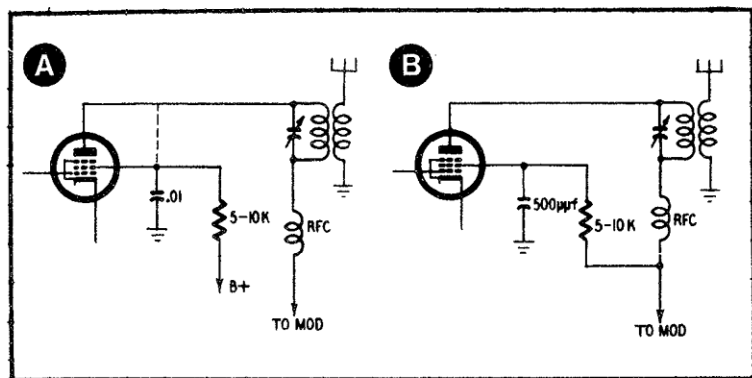 A
.01
5-10K
RFC
B+
TO MOD
B
500µµf
5-10K
RFC
TO MOD